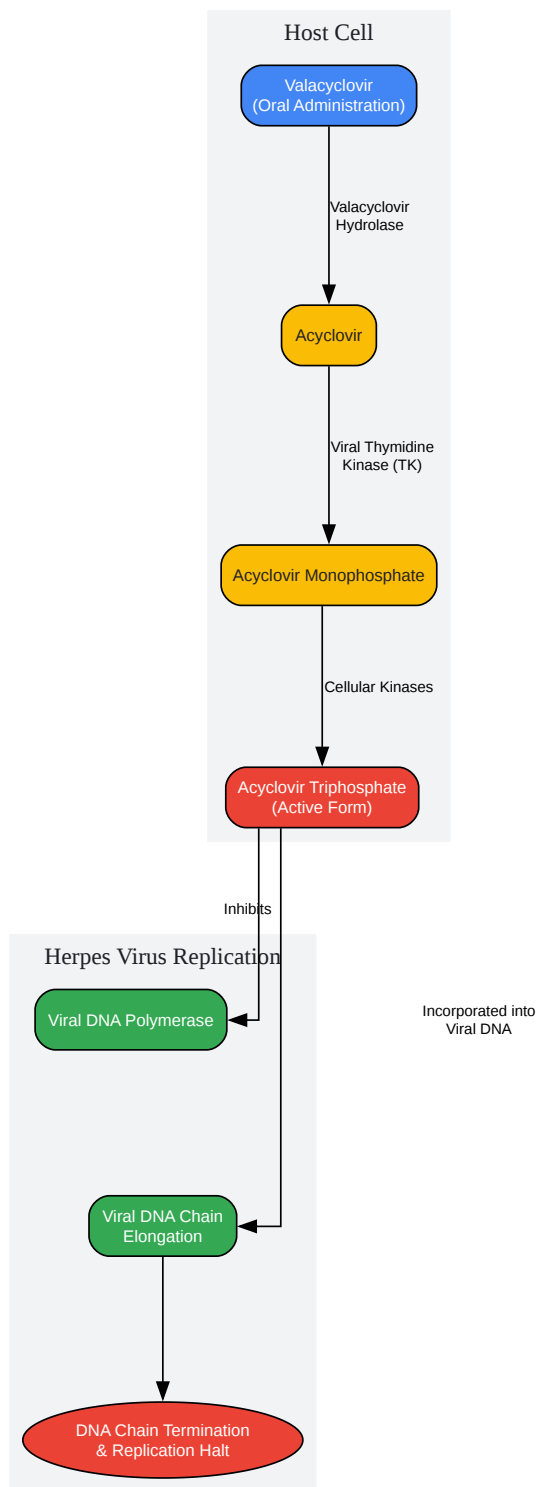 Host Cell
Valacyclovir
(Oral Administration)
Valacyclovir
Hydrolase
Acyclovir
Viral Thymidine
Kinase (TK)
Acyclovir Monophosphate
Cellular Kinases
Acyclovir Triphosphate
(Active Form)
Inhibits
Herpes Virus Replication
Viral DNA Polymerase
Incorporated into
Viral DNA
Viral DNA Chain
Elongation
DNA Chain Termination
& Replication Halt